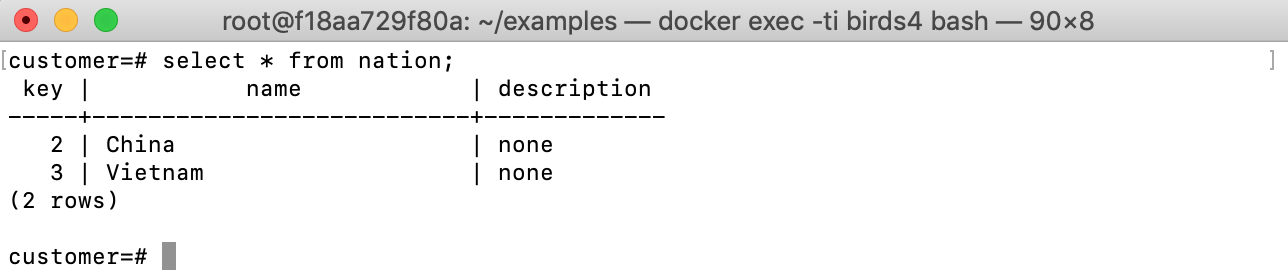 root@f18aa729f80a: ~/examples — docker exec -ti birds4 bash — 90×8
[customer=# select * from nation; ]
 key |           name           | description
-----+---------------------------+-------------
   2 | China                     | none
   3 | Vietnam                   | none
(2 rows)
customer=#